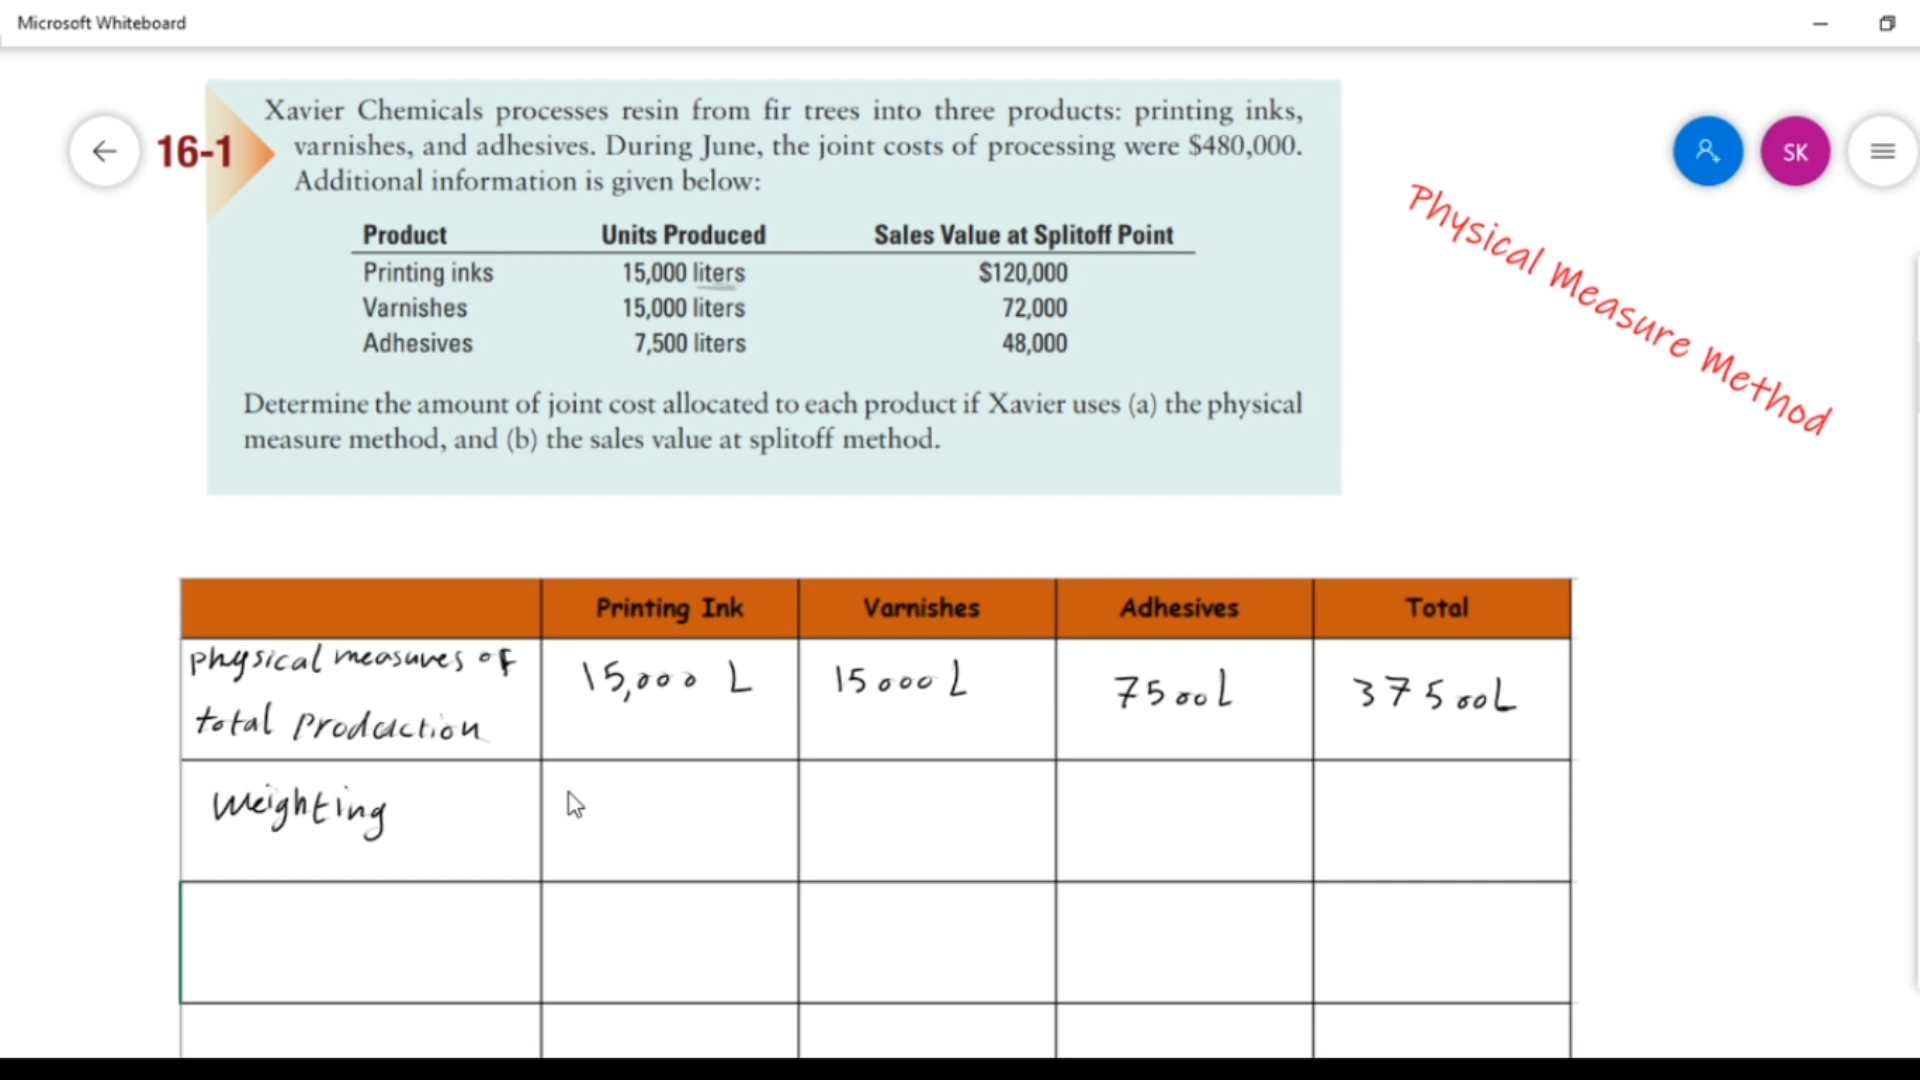 Microsoft Whiteboard
16-1
Xavier Chemicals processes resin from fir trees into three products: printing inks,
varnishes, and adhesives. During June, the joint costs of processing were $480,000.
Additional information is given below:
Product Units Produced Sales Value at Splitoff Point
Printing inks 15,000 liters $120,000
Varnishes 15,000 liters 72,000
Adhesives 7,500 liters 48,000
Determine the amount of joint cost allocated to each product if Xavier uses (a) the physical
measure method, and (b) the sales value at splitoff method.
SK
Physical Measure Method
Printing Ink Varnishes Adhesives Total
Physical measures of
total production
15,000 L 15000 L 7500L 37500L
Weighting